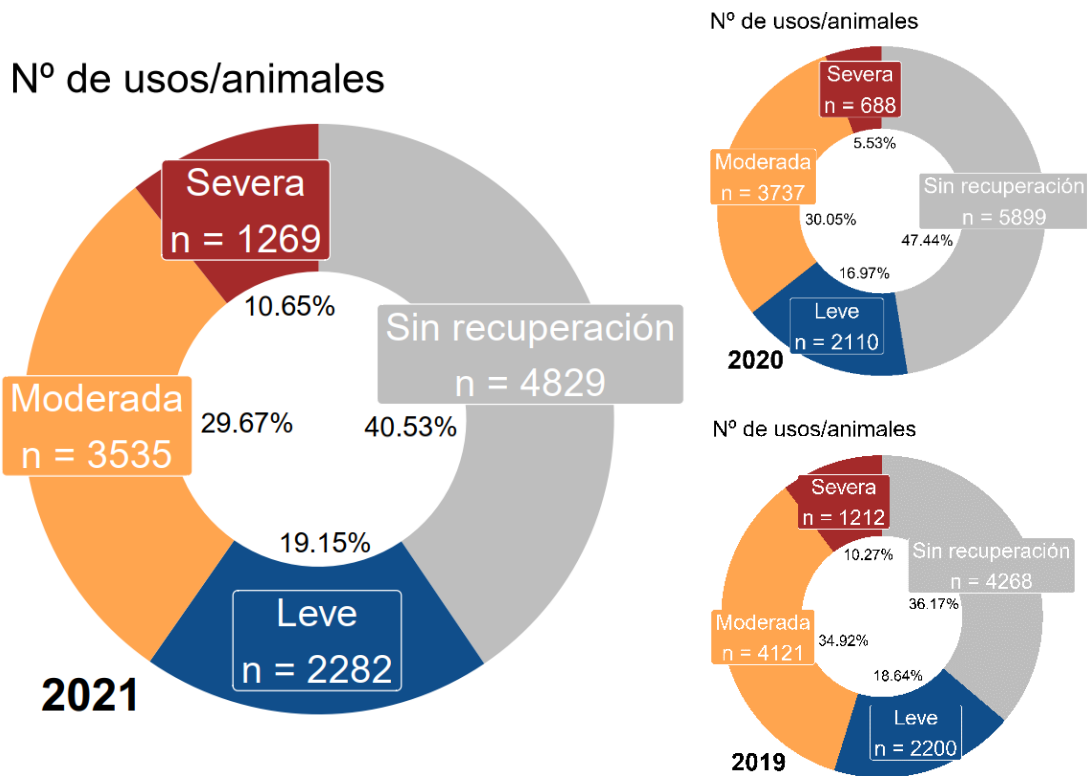 Nº de usos/animales
Severa
n = 1269
10.65%
Sin recuperación
n = 4829
40.53%
Moderada
n = 3535
29.67%
19.15%
Leve
n = 2282
2021
Nº de usos/animales
Severa
n = 688
5.53%
Moderada
n = 3737
30.05%
Sin recuperación
n = 5899
47.44%
16.97%
Leve
n = 2110
2020
Nº de usos/animales
Severa
n = 1212
10.27%
Sin recuperación
n = 4268
36.17%
Moderada
n = 4121
34.92%
18.64%
Leve
n = 2200
2019